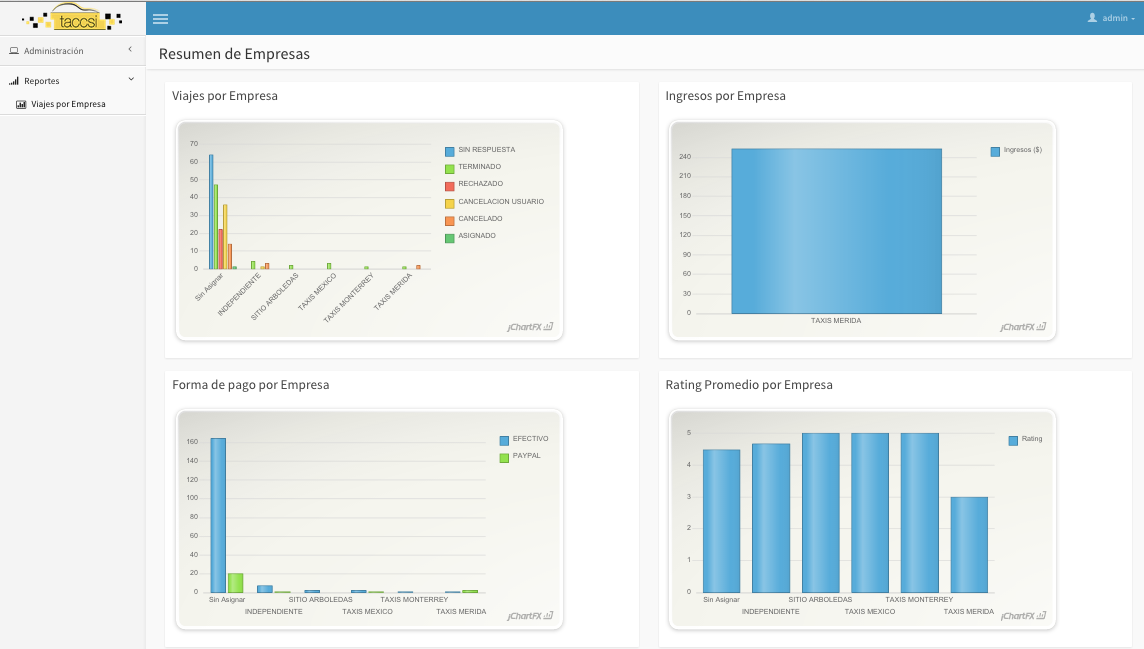 taccsi
admin
Administración
Reportes
Viajes por Empresa
Resumen de Empresas
Viajes por Empresa
70
60
50
40
30
20
10
0
Sin Asignar
INDEPENDIENTE
SITIO ARBOLEDAS
TAXIS MEXICO
TAXIS MONTERREY
TAXIS MERIDA
SIN RESPUESTA
TERMINADO
RECHAZADO
CANCELACION USUARIO
CANCELADO
ASIGNADO
jChartFX
Ingresos por Empresa
240
210
180
150
120
90
60
30
0
TAXIS MERIDA
Ingresos ($)
jChartFX
Forma de pago por Empresa
160
140
120
100
80
60
40
20
0
Sin Asignar
INDEPENDIENTE
SITIO ARBOLEDAS
TAXIS MEXICO
TAXIS MONTERREY
TAXIS MERIDA
EFECTIVO
PAYPAL
jChartFX
Rating Promedio por Empresa
5
4
3
2
1
0
Sin Asignar
INDEPENDIENTE
SITIO ARBOLEDAS
TAXIS MEXICO
TAXIS MONTERREY
TAXIS MERIDA
Rating
jChartFX